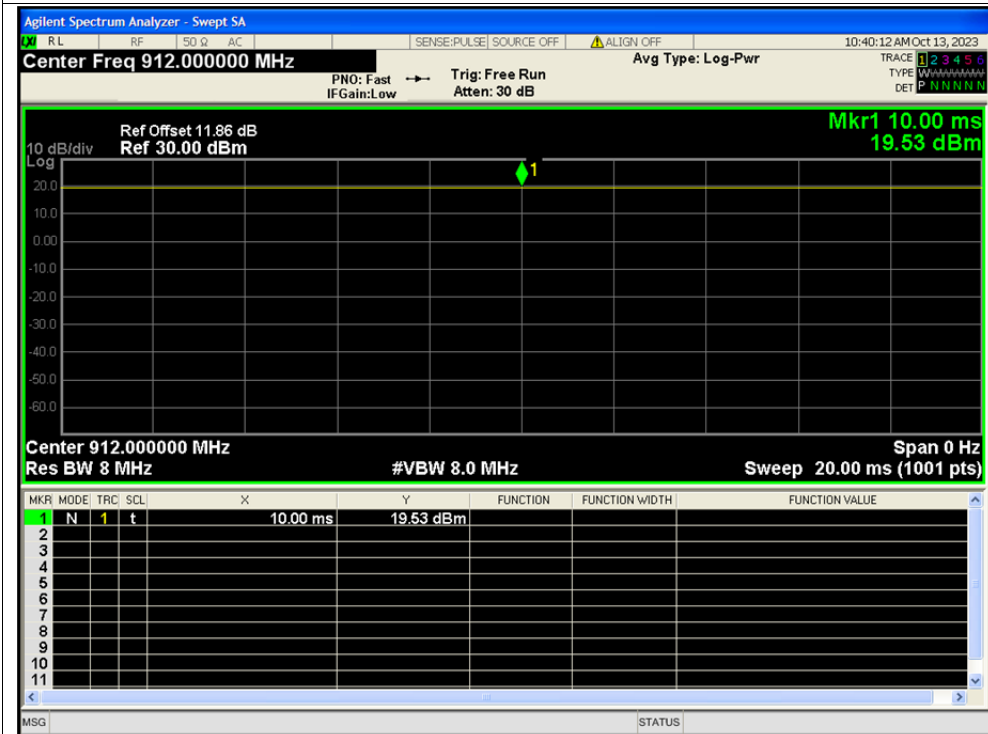 Agilent Spectrum Analyzer - Swept SA
LXI RL RF 50 Ω AC SENSE:PULSE SOURCE OFF ALIGN OFF 10:40:12 AM Oct 13, 2023
Center Freq 912.000000 MHz Avg Type: Log-Pwr TRACE 1 2 3 4 5 6
PNO: Fast Trig: Free Run TYPE WWWWWW
IFGain:Low Atten: 30 dB DET P N N N N N
Mkr1 10.00 ms
Ref Offset 11.86 dB
10 dB/div Ref 30.00 dBm 19.53 dBm
Log
1
20.0
10.0
0.00
-10.0
-20.0
-30.0
-40.0
-50.0
-60.0
Center 912.000000 MHz Span 0 Hz
Res BW 8 MHz #VBW 8.0 MHz Sweep 20.00 ms (1001 pts)
MKR MODE TRC SCL X Y FUNCTION FUNCTION WIDTH FUNCTION VALUE
1 N 1 t 10.00 ms 19.53 dBm
2
3
4
5
6
7
8
9
10
11
MSG STATUS